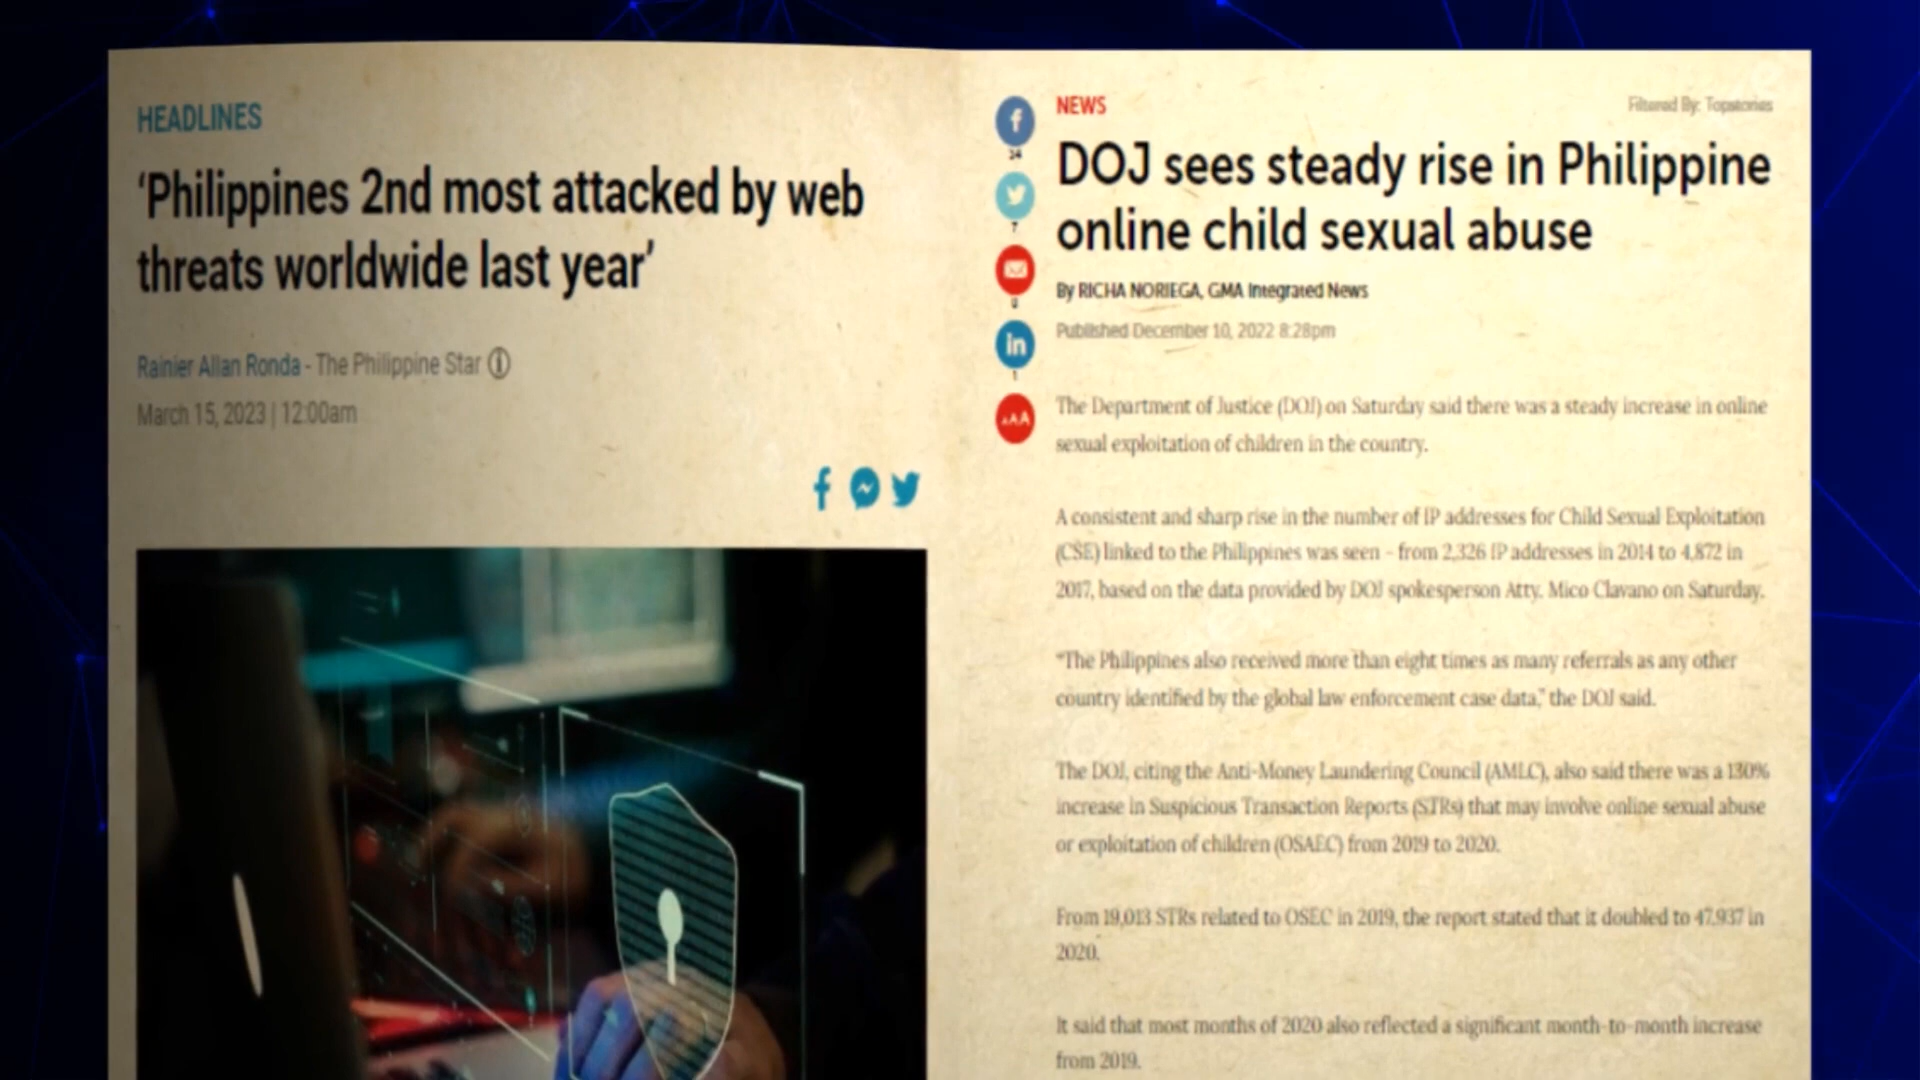 HEADLINES
‘Philippines 2nd most attacked by web
threats worldwide last year’
Rainier Allan Ronda - The Philippine Star
March 15, 2023 | 12:00am
34
7
0
1
AAA
NEWS
Filtered By: Topstories
DOJ sees steady rise in Philippine
online child sexual abuse
By RICHA NORIEGA, GMA Integrated News
Published December 10, 2022 8:28pm
The Department of Justice (DOJ) on Saturday said there was a steady increase in online
sexual exploitation of children in the country.
A consistent and sharp rise in the number of IP addresses for Child Sexual Exploitation
(CSE) linked to the Philippines was seen – from 2,326 IP addresses in 2014 to 4,872 in
2017, based on the data provided by DOJ spokesperson Atty. Mico Clavano on Saturday.
“The Philippines also received more than eight times as many referrals as any other
country identified by the global law enforcement case data,” the DOJ said.
The DOJ, citing the Anti-Money Laundering Council (AMLC), also said there was a 130%
increase in Suspicious Transaction Reports (STRs) that may involve online sexual abuse
or exploitation of children (OSAEC) from 2019 to 2020.
From 19,013 STRs related to OSEC in 2019, the report stated that it doubled to 47,937 in
2020.
It said that most months of 2020 also reflected a significant month-to-month increase
from 2019.